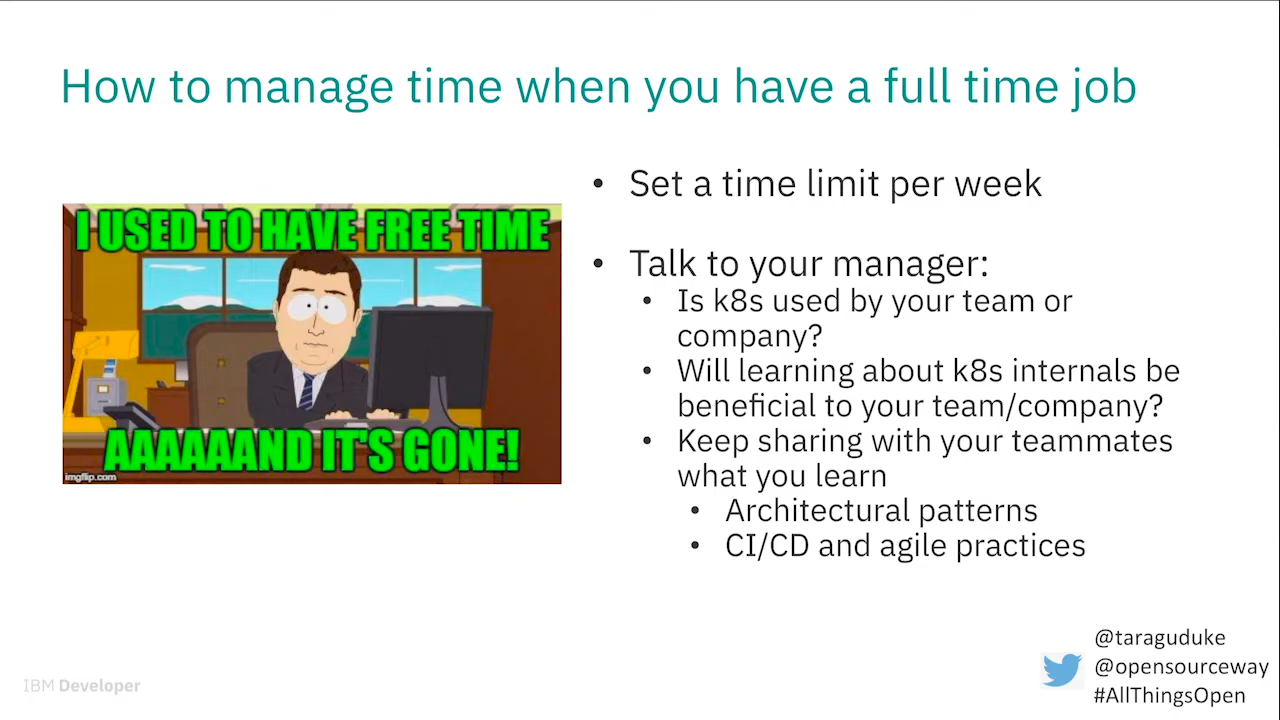 How to manage time when you have a full time job
I USED TO HAVE FREE TIME
AAAAAAND IT'S GONE!
imgflip.com
• Set a time limit per week
• Talk to your manager:
• Is k8s used by your team or
company?
• Will learning about k8s internals be
beneficial to your team/company?
• Keep sharing with your teammates
what you learn
• Architectural patterns
• CI/CD and agile practices
@taraguduke
@opensourceway
#AllThingsOpen
IBM Developer